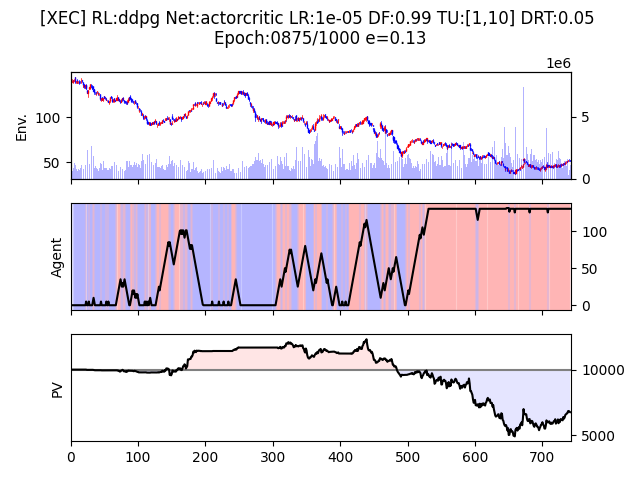 [XEC] RL:ddpg Net:actorcritic LR:1e-05 DF:0.99 TU:[1,10] DRT:0.05
Epoch:0875/1000 e=0.13
1e6
Env.
100
50
5
0
Agent
100
50
0
PV
10000
5000
0 100 200 300 400 500 600 700